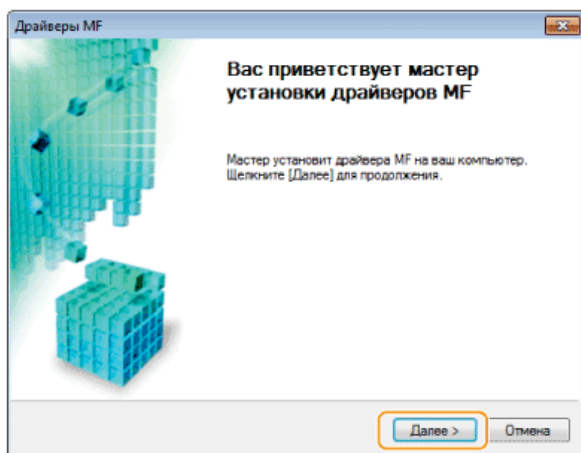 Драйверы MF
Вас приветствует мастер
установки драйверов MF
Мастер установит драйвера MF на ваш компьютер.
Щелкните [Далее] для продолжения.
Далее >
Отмена